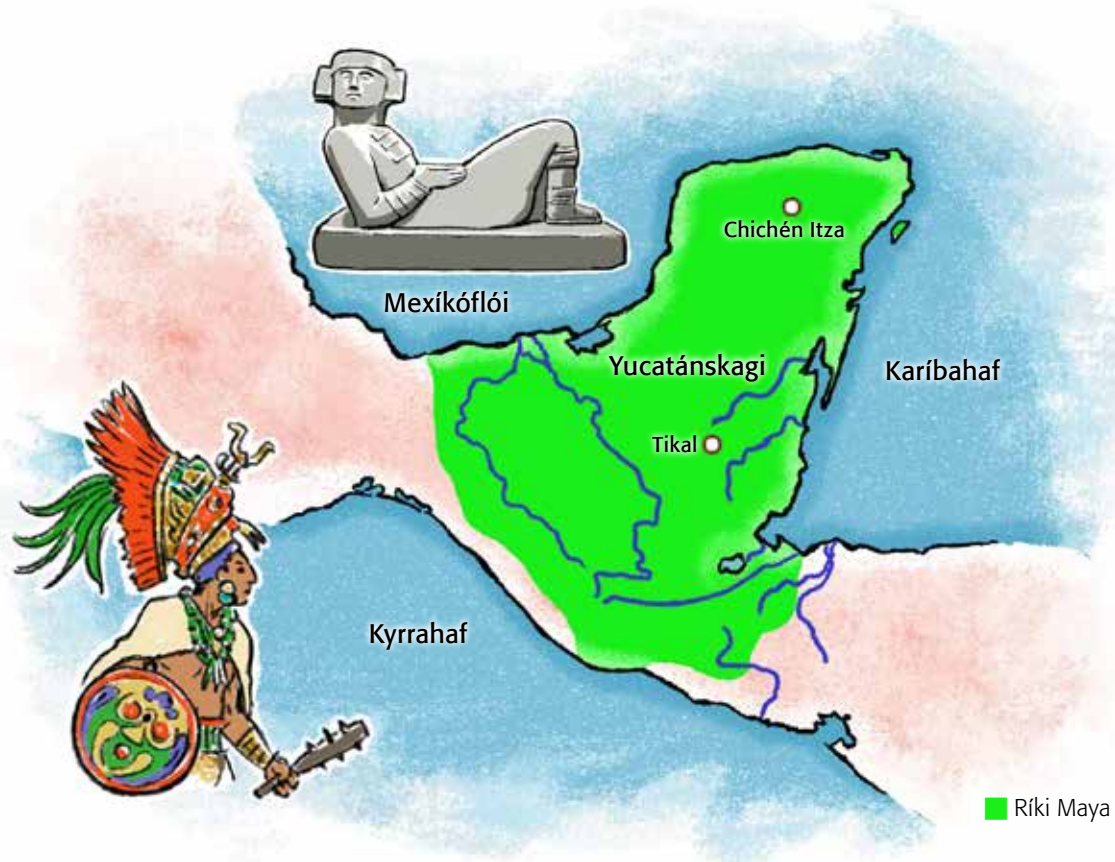 Chichén Itza
Mexíkóflói
Yucatánskagi
Karíbahaf
Tikal
Kyrrahaf
Ríki Maya